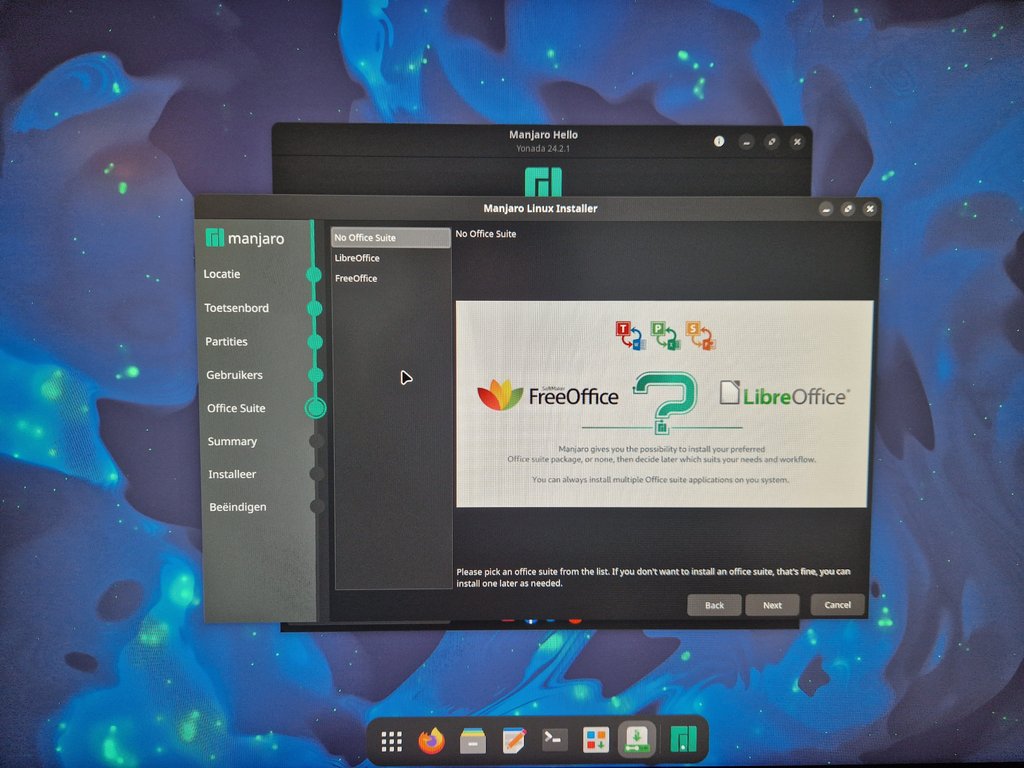 Manjaro Hello
Yonada 24.2.1
Manjaro Linux Installer
manjaro
Locatie
Toetsenbord
Partities
Gebruikers
Office Suite
Summary
Installeer
Beëindigen
No Office Suite
LibreOffice
FreeOffice
No Office Suite
T P S
SoftMaker
FreeOffice
LibreOffice
Manjaro gives you the possibility to install your preferred
Office suite package, or none, then decide later which suits your needs and workflow.
You can always install multiple Office suite applications on you system.
Please pick an office suite from the list. If you don't want to install an office suite, that's fine, you can
install one later as needed.
Back Next Cancel